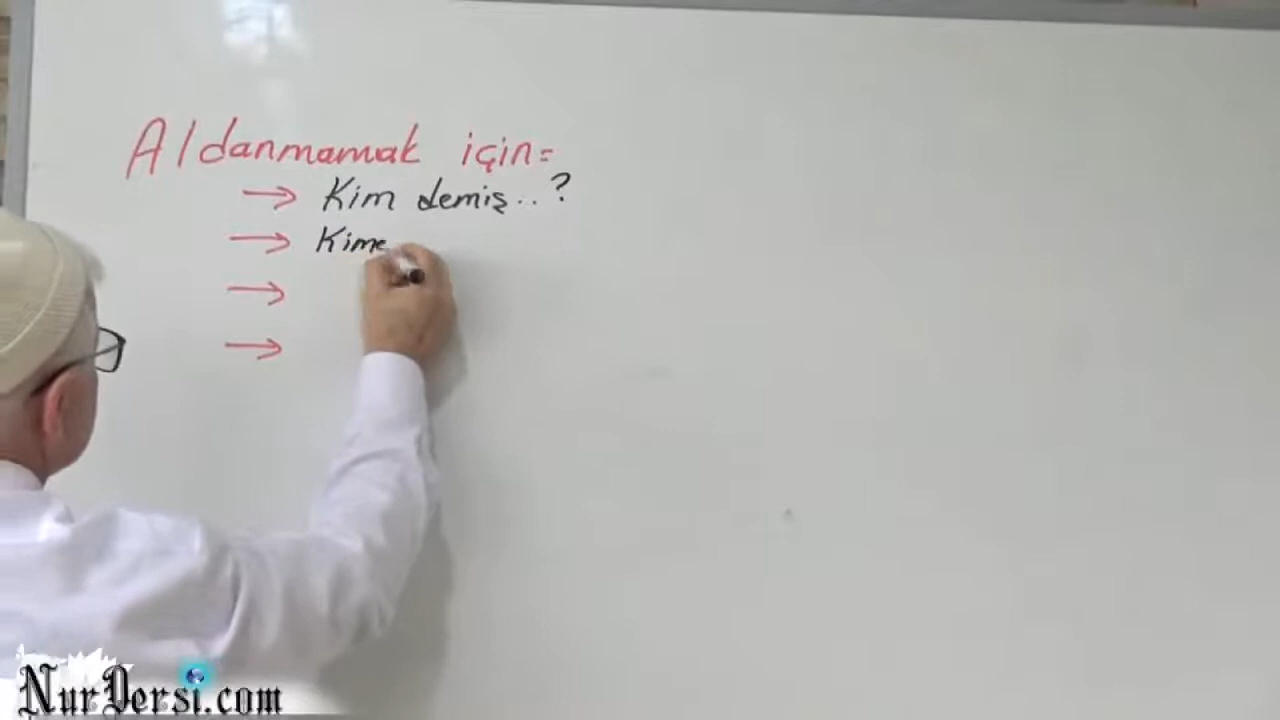 Aldanmamak için=
→ Kim demiş..?
→ Kime
→
→
NurDersi.com